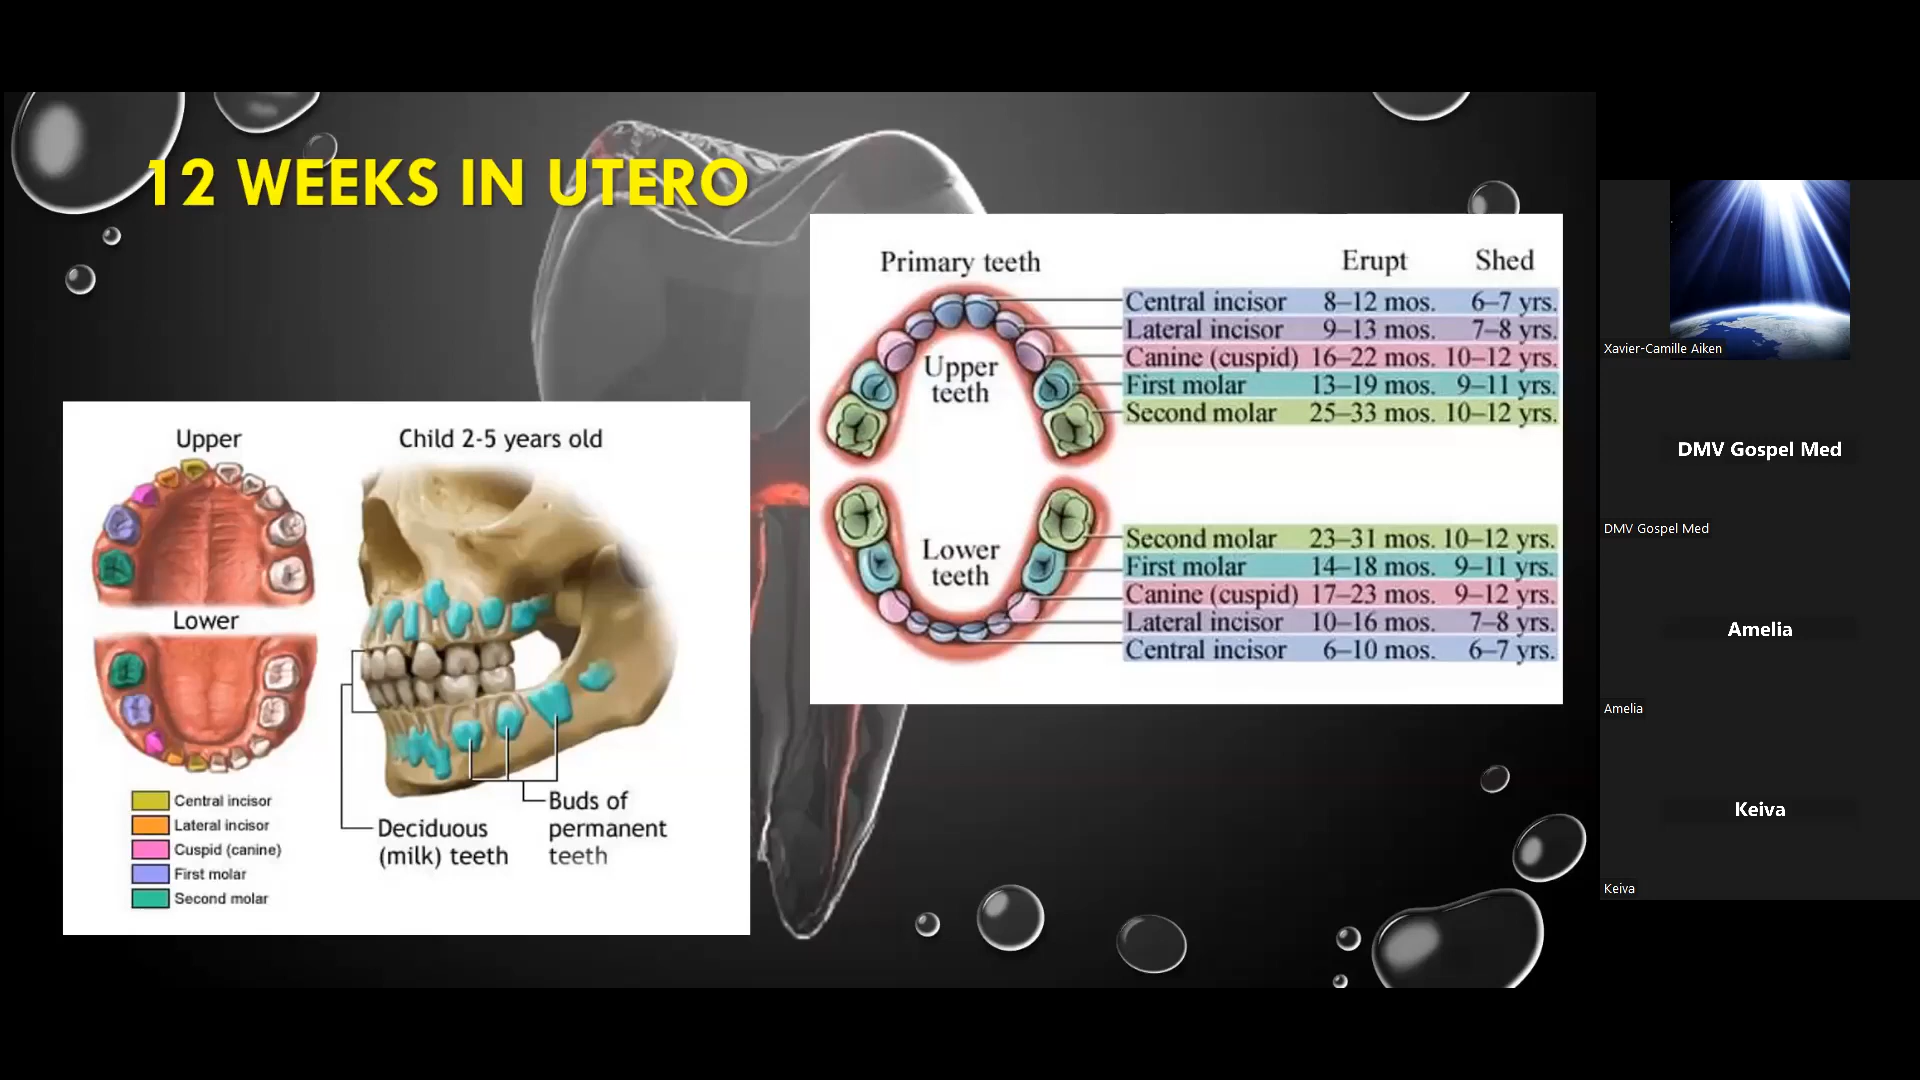 12 WEEKS IN UTERO
Upper
Child 2-5 years old
Lower
Central incisor
Lateral incisor
Cuspid (canine)
First molar
Second molar
Deciduous
(milk) teeth
Buds of
permanent
teeth
Primary teeth Erupt Shed
Central incisor 8–12 mos. 6–7 yrs.
Lateral incisor 9–13 mos. 7–8 yrs.
Canine (cuspid) 16–22 mos. 10–12 yrs.
First molar 13–19 mos. 9–11 yrs.
Second molar 25–33 mos. 10–12 yrs.
Upper
teeth
Lower
teeth
Second molar 23–31 mos. 10–12 yrs.
First molar 14–18 mos. 9–11 yrs.
Canine (cuspid) 17–23 mos. 9–12 yrs.
Lateral incisor 10–16 mos. 7–8 yrs.
Central incisor 6–10 mos. 6–7 yrs.
Xavier-Camille Aiken
DMV Gospel Med
DMV Gospel Med
Amelia
Amelia
Keiva
Keiva